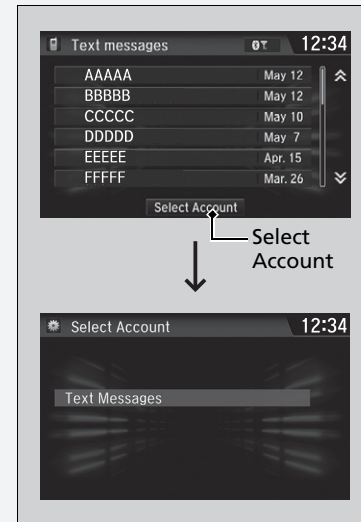 Text messages 12:34
AAAAA May 12
BBBBB May 12
CCCCC May 10
DDDDD May 7
EEEEE Apr. 15
FFFFF Mar. 26
Select Account
Select
Account
Select Account 12:34
Text Messages